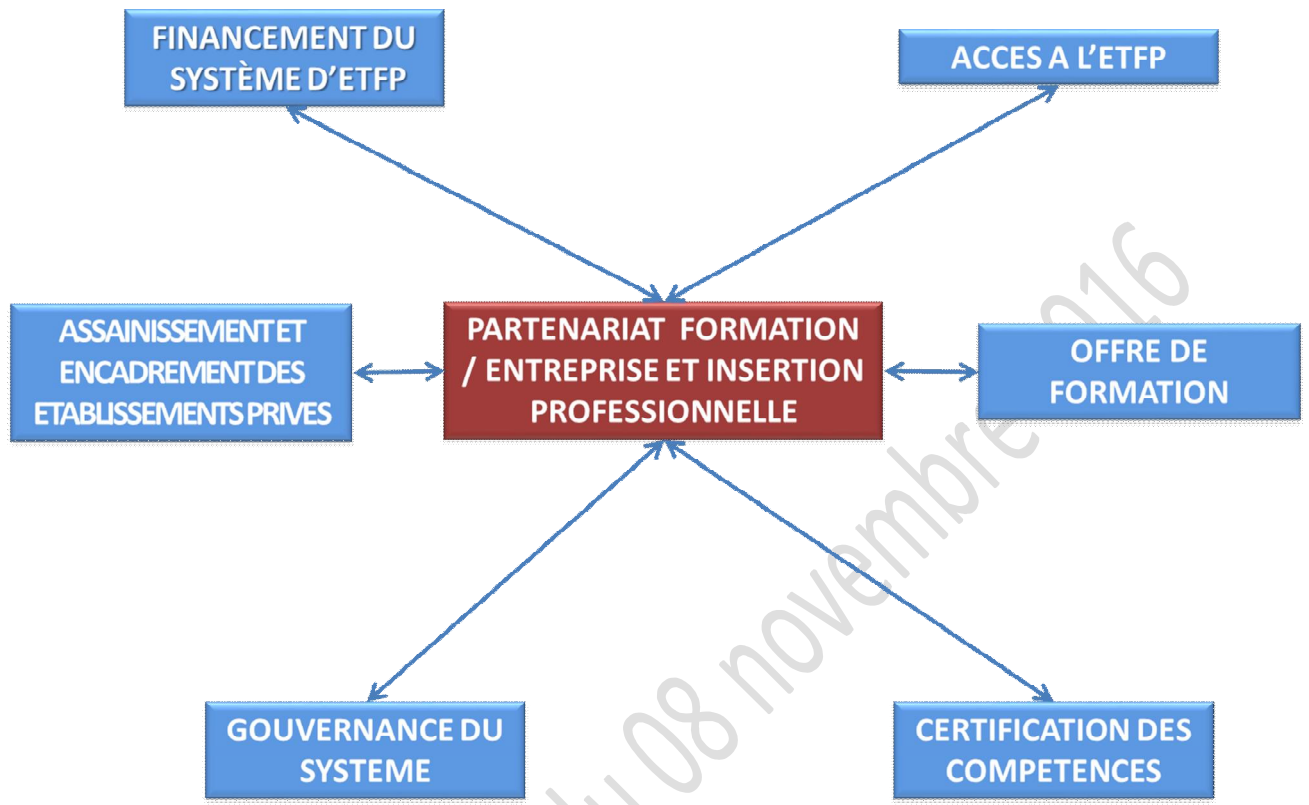 FINANCEMENT DU
SYSTÈME D'ETFP
ACCES A L'ETFP
ASSAINISSEMENT ET
ENCADREMENT DES
ETABLISSEMENTS PRIVES
PARTENARIAT FORMATION
/ ENTREPRISE ET INSERTION
PROFESSIONNELLE
OFFRE DE
FORMATION
GOUVERNANCE DU
SYSTEME
CERTIFICATION DES
COMPETENCES
du 08 novembre 2016